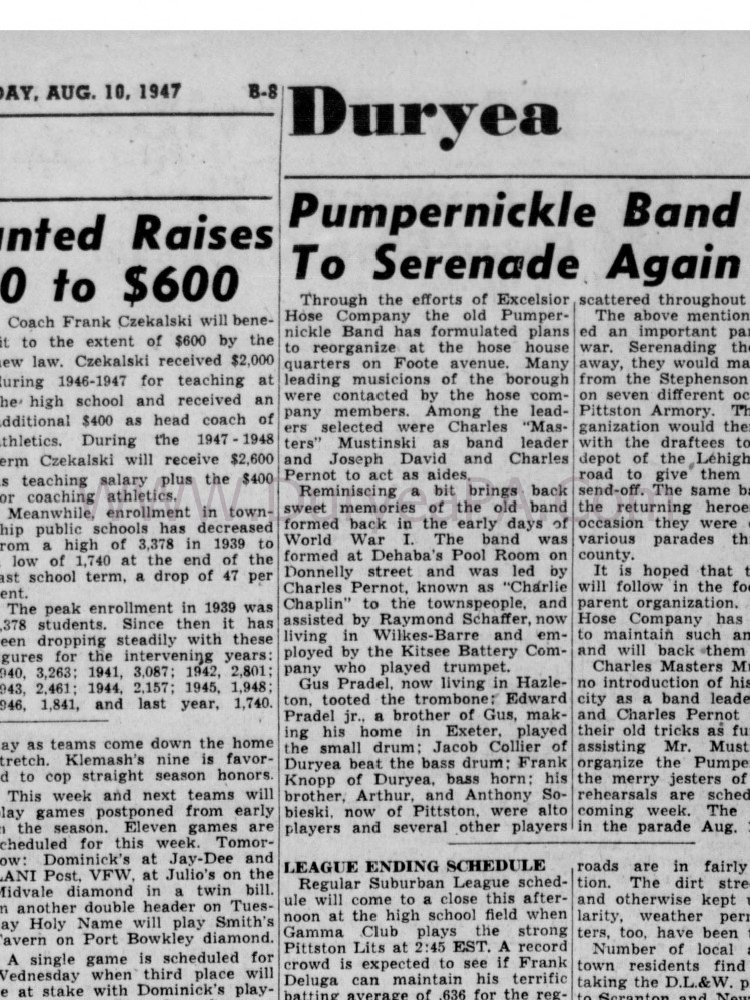 DAY, AUG. 10, 1947 B-8
anted Raises
0 to $600
Coach Frank Czekalski will bene-
it to the extent of $600 by the
new law. Czekalski received $2,000
during 1946-1947 for teaching at
the high school and received an
additional $400 as head coach of
athletics. During the 1947-1948
term Czekalski will receive $2,600
as teaching salary plus the $400
for coaching athletics.
Meanwhile enrollment in town-
ship public schools has decreased
from a high of 3,378 in 1939 to
low of 1,740 at the end of the
last school term, a drop of 47 per
cent.
The peak enrollment in 1939 was
,378 students. Since then it has
been dropping steadily with these
figures for the intervening years:
940, 3,263; 1941, 3,087; 1942, 2,801;
943, 2,461; 1944, 2,157; 1945, 1,948;
946, 1,841, and last year, 1,740.
ay as teams come down the home
stretch. Klemash's nine is favor-
d to cop straight season honors.
This week and next teams will
play games postponed from early
in the season. Eleven games are
scheduled for this week. Tomor-
row: Dominick's at Jay-Dee and
LANI Post, VFW, at Julio's on the
Midvale diamond in a twin bill.
In another double header on Tues-
day Holy Name will play Smith's
Tavern on Port Bowkley diamond.
A single game is scheduled for
Wednesday when third place will
be at stake with Dominick's play-
Duryea
Pumpernickle Band
To Serenade Again
Through the efforts of Excelsior
Hose Company the old Pumper-
nickle Band has formulated plans
to reorganize at the hose house
quarters on Foote avenue. Many
leading musicions of the borough
were contacted by the hose com-
pany members. Among the lead-
ers selected were Charles "Mas-
ters" Mustinski as band leader
and Joseph David and Charles
Pernot to act as aides.
Reminiscing a bit brings back
sweet memories of the old band
formed back in the early days of
World War I. The band was
formed at Dehaba's Pool Room on
Donnelly street and was led by
Charles Pernot, known as "Charlie
Chaplin" to the townspeople, and
assisted by Raymond Schaffer, now
living in Wilkes-Barre and em-
ployed by the Kitsee Battery Com-
pany who played trumpet.
Gus Pradel, now living in Hazle-
ton, tooted the trombone; Edward
Pradel jr., a brother of Gus, mak-
ing his home in Exeter, played
the small drum; Jacob Collier of
Duryea beat the bass drum; Frank
Knopp of Duryea, bass horn; his
brother, Arthur, and Anthony So-
bieski, now of Pittston, were alto
players and several other players
scattered throughout
The above mention
ed an important pa
war. Serenading the
away, they would ma
from the Stephenson
on seven different oc
Pittston Armory. Th
ganization would the
with the draftees to
depot of the Lehigh
road to give them
send-off. The same ba
the returning heroe
occasion they were
various parades th
county.
It is hoped that t
will follow in the fo
parent organization.
Hose Company has
to maintain such an
and will back them
Charles Masters M
no introduction of his
city as a band leade
and Charles Pernot
their old tricks as fu
assisting Mr. Must
organize the Pumpe
the merry jesters of
rehearsals are sched
coming week. The
in the parade Aug.
LEAGUE ENDING SCHEDULE
Regular Suburban League sched-
ule will come to a close this after-
noon at the high school field when
Gamma Club plays the strong
Pittston Lits at 2:45 EST. A record
crowd is expected to see if Frank
Deluga can maintain his terrific
batting average of .636 for the reg-
roads are in fairly
tion. The dirt stre
and otherwise kept
larity, weather per
ters, too, have been
Number of local
town residents find
taking the D.L.&W. p
to Scranton and
www.DuryeaPA.com